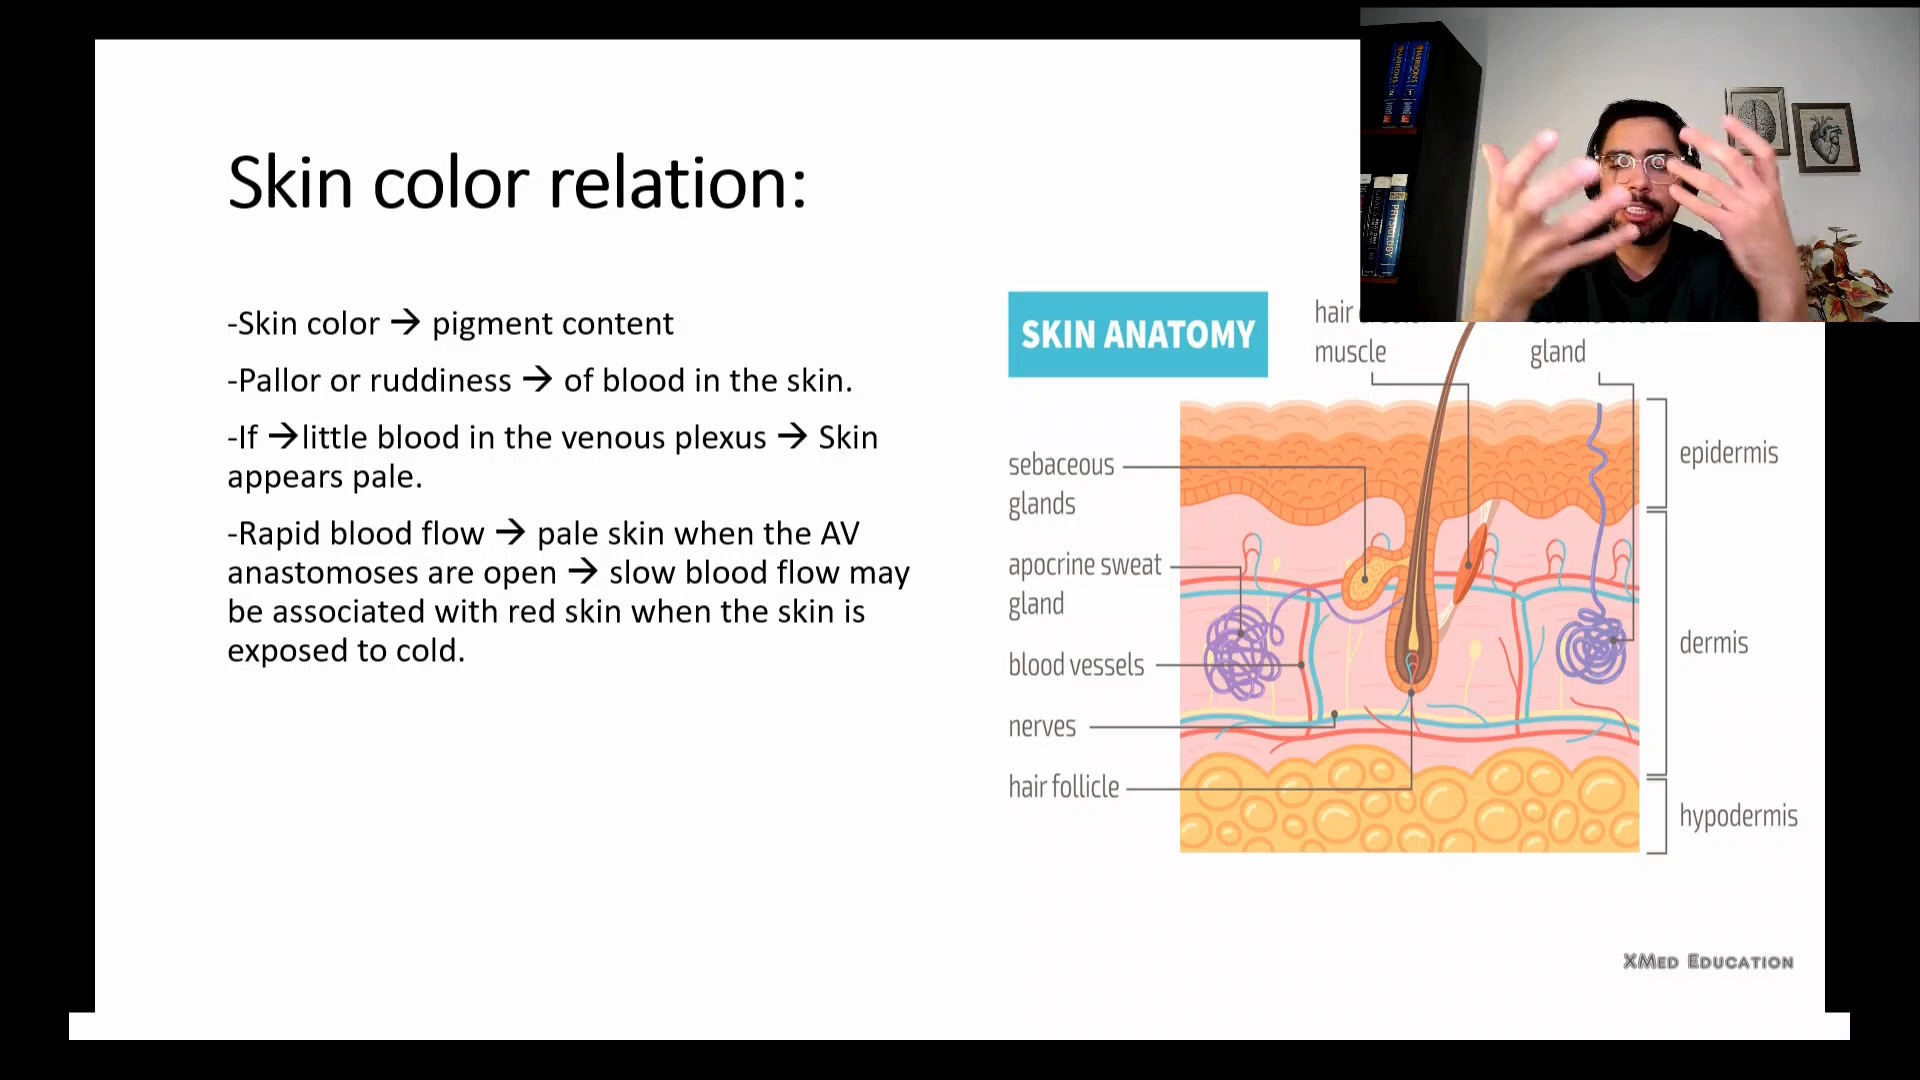 Skin color relation:
-Skin color → pigment content
-Pallor or ruddiness → of blood in the skin.
-If →little blood in the venous plexus → Skin
appears pale.
-Rapid blood flow → pale skin when the AV
anastomoses are open → slow blood flow may
be associated with red skin when the skin is
exposed to cold.
SKIN ANATOMY
hair
muscle
gland
sebaceous
glands
apocrine sweat
gland
blood vessels
nerves
hair follicle
epidermis
dermis
hypodermis
XMED EDUCATION
HARRISON'S
HARRISON'S
PHYSIOLOGY